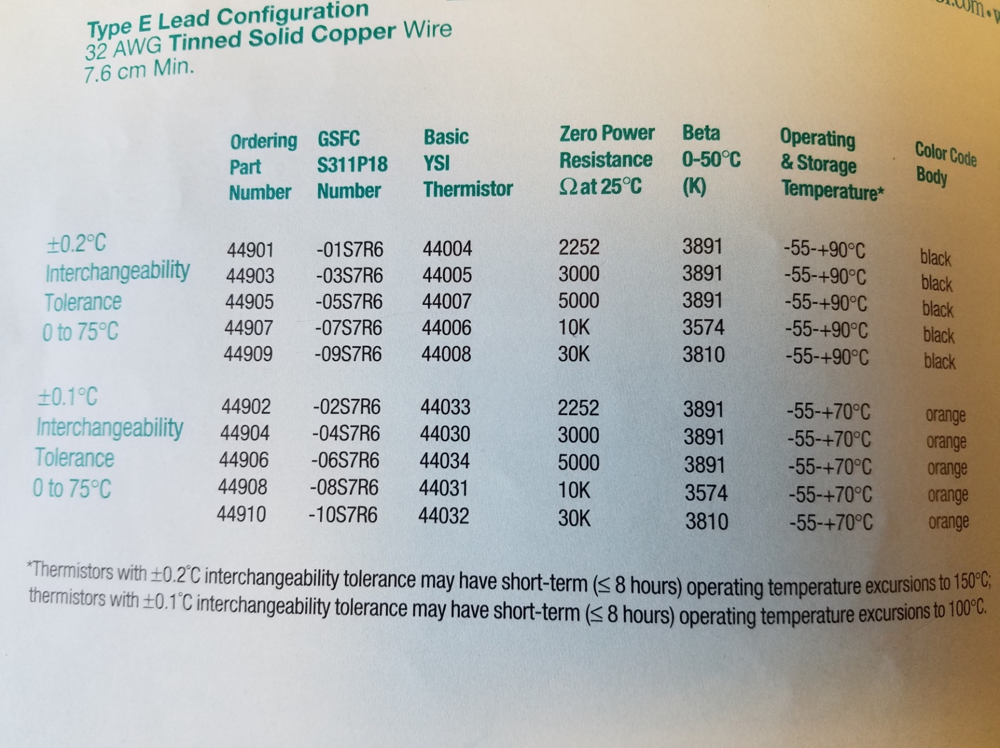 Type E Lead Configuration
32 AWG Tinned Solid Copper Wire
7.6 cm Min.
Ordering Part Number
GSFC S311P18 Number
Basic YSI Thermistor
Zero Power Resistance Ω at 25°C
Beta 0-50°C (K)
Operating & Storage Temperature*
Color Code Body
±0.2°C
Interchangeability
Tolerance
0 to 75°C
44901 -01S7R6 44004 2252 3891 -55-+90°C black
44903 -03S7R6 44005 3000 3891 -55-+90°C black
44905 -05S7R6 44007 5000 3891 -55-+90°C black
44907 -07S7R6 44006 10K 3574 -55-+90°C black
44909 -09S7R6 44008 30K 3810 -55-+90°C black
±0.1°C
Interchangeability
Tolerance
0 to 75°C
44902 -02S7R6 44033 2252 3891 -55-+70°C orange
44904 -04S7R6 44030 3000 3891 -55-+70°C orange
44906 -06S7R6 44034 5000 3891 -55-+70°C orange
44908 -08S7R6 44031 10K 3574 -55-+70°C orange
44910 -10S7R6 44032 30K 3810 -55-+70°C orange
*Thermistors with ±0.2°C interchangeability tolerance may have short-term (≤ 8 hours) operating temperature excursions to 150°C;
thermistors with ±0.1°C interchangeability tolerance may have short-term (≤ 8 hours) operating temperature excursions to 100°C.